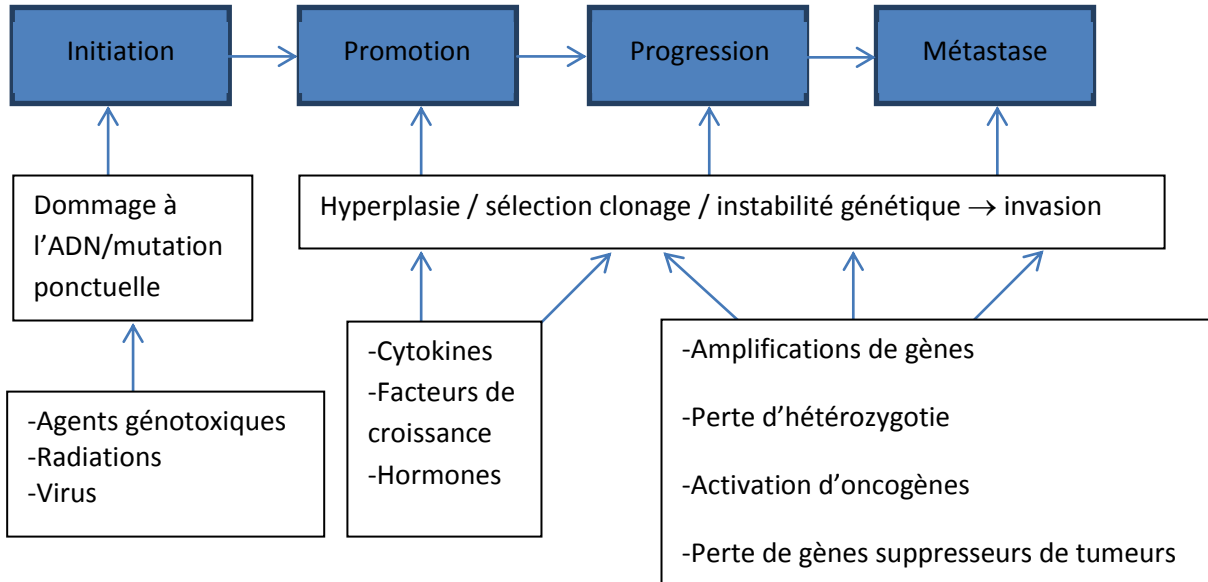 Initiation
Promotion
Progression
Métastase
Dommage à
l'ADN/mutation
ponctuelle
Hyperplasie / sélection clonage / instabilité génétique → invasion
-Agents génotoxiques
-Radiations
-Virus
-Cytokines
-Facteurs de
croissance
-Hormones
-Amplifications de gènes
-Perte d'hétérozygotie
-Activation d'oncogènes
-Perte de gènes suppresseurs de tumeurs